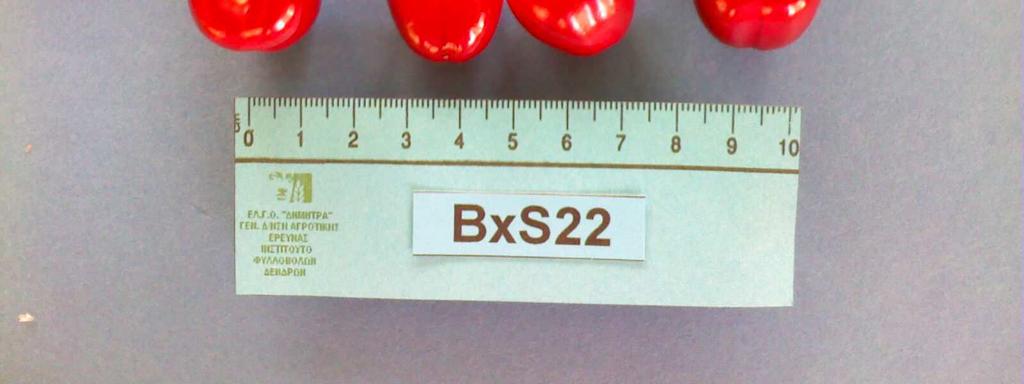 cm
0 1 2 3 4 5 6 7 8 9 10
ΕΛ.Γ.Ο. "ΔΗΜΗΤΡΑ"
ΓΕΝ. Δ/ΝΣΗ ΑΓΡΟΤΙΚΗΣ
ΕΡΕΥΝΑΣ
ΙΝΣΤΙΤΟΥΤΟ
ΦΥΛΛΟΒΟΛΩΝ
ΔΕΝΔΡΩΝ
BxS22